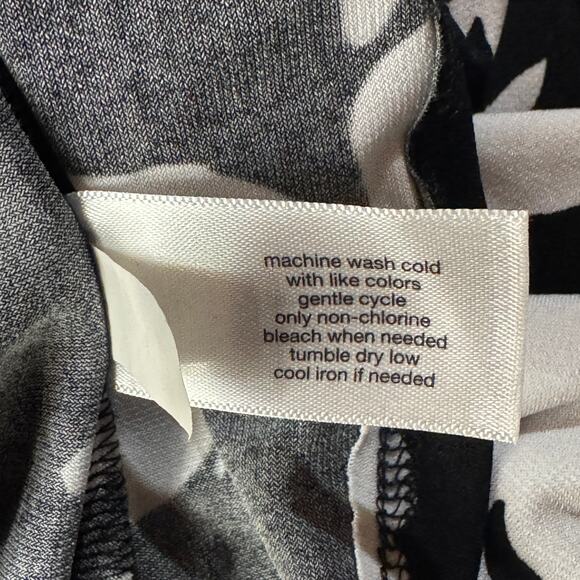 machine wash cold
with like colors
gentle cycle
only non-chlorine
bleach when needed
tumble dry low
cool iron if needed